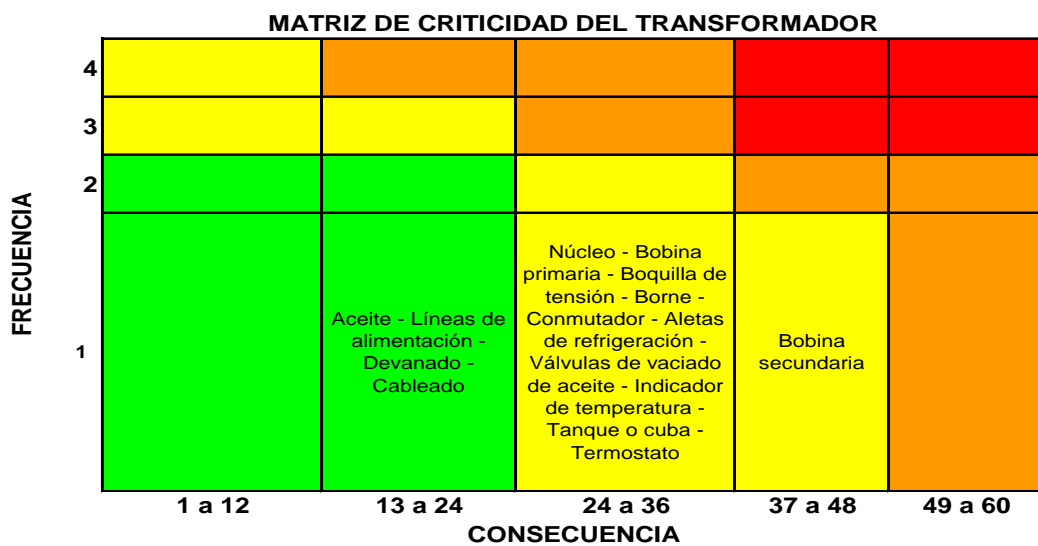 MATRIZ DE CRITICIDAD DEL TRANSFORMADOR
FRECUENCIA
4
3
2
1
Aceite - Líneas de
alimentación -
Devanado -
Cableado
Núcleo - Bobina
primaria - Boquilla de
tensión - Borne -
Conmutador - Aletas
de refrigeración -
Válvulas de vaciado
de aceite - Indicador
de temperatura -
Tanque o cuba -
Termostato
Bobina
secundaria
1 a 12 13 a 24 24 a 36 37 a 48 49 a 60
CONSECUENCIA